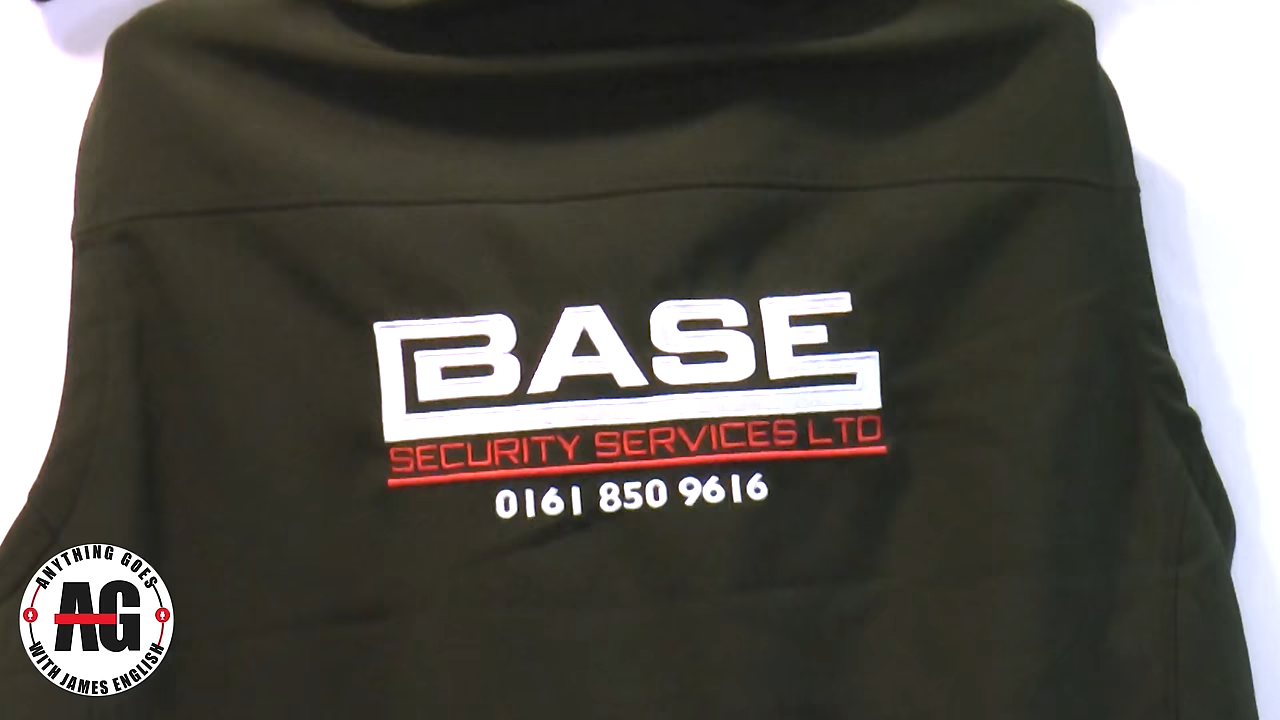 BASE
SECURITY SERVICES LTD
0161 850 9616
ANYTHING GOES
AG
WITH JAMES ENGLISH